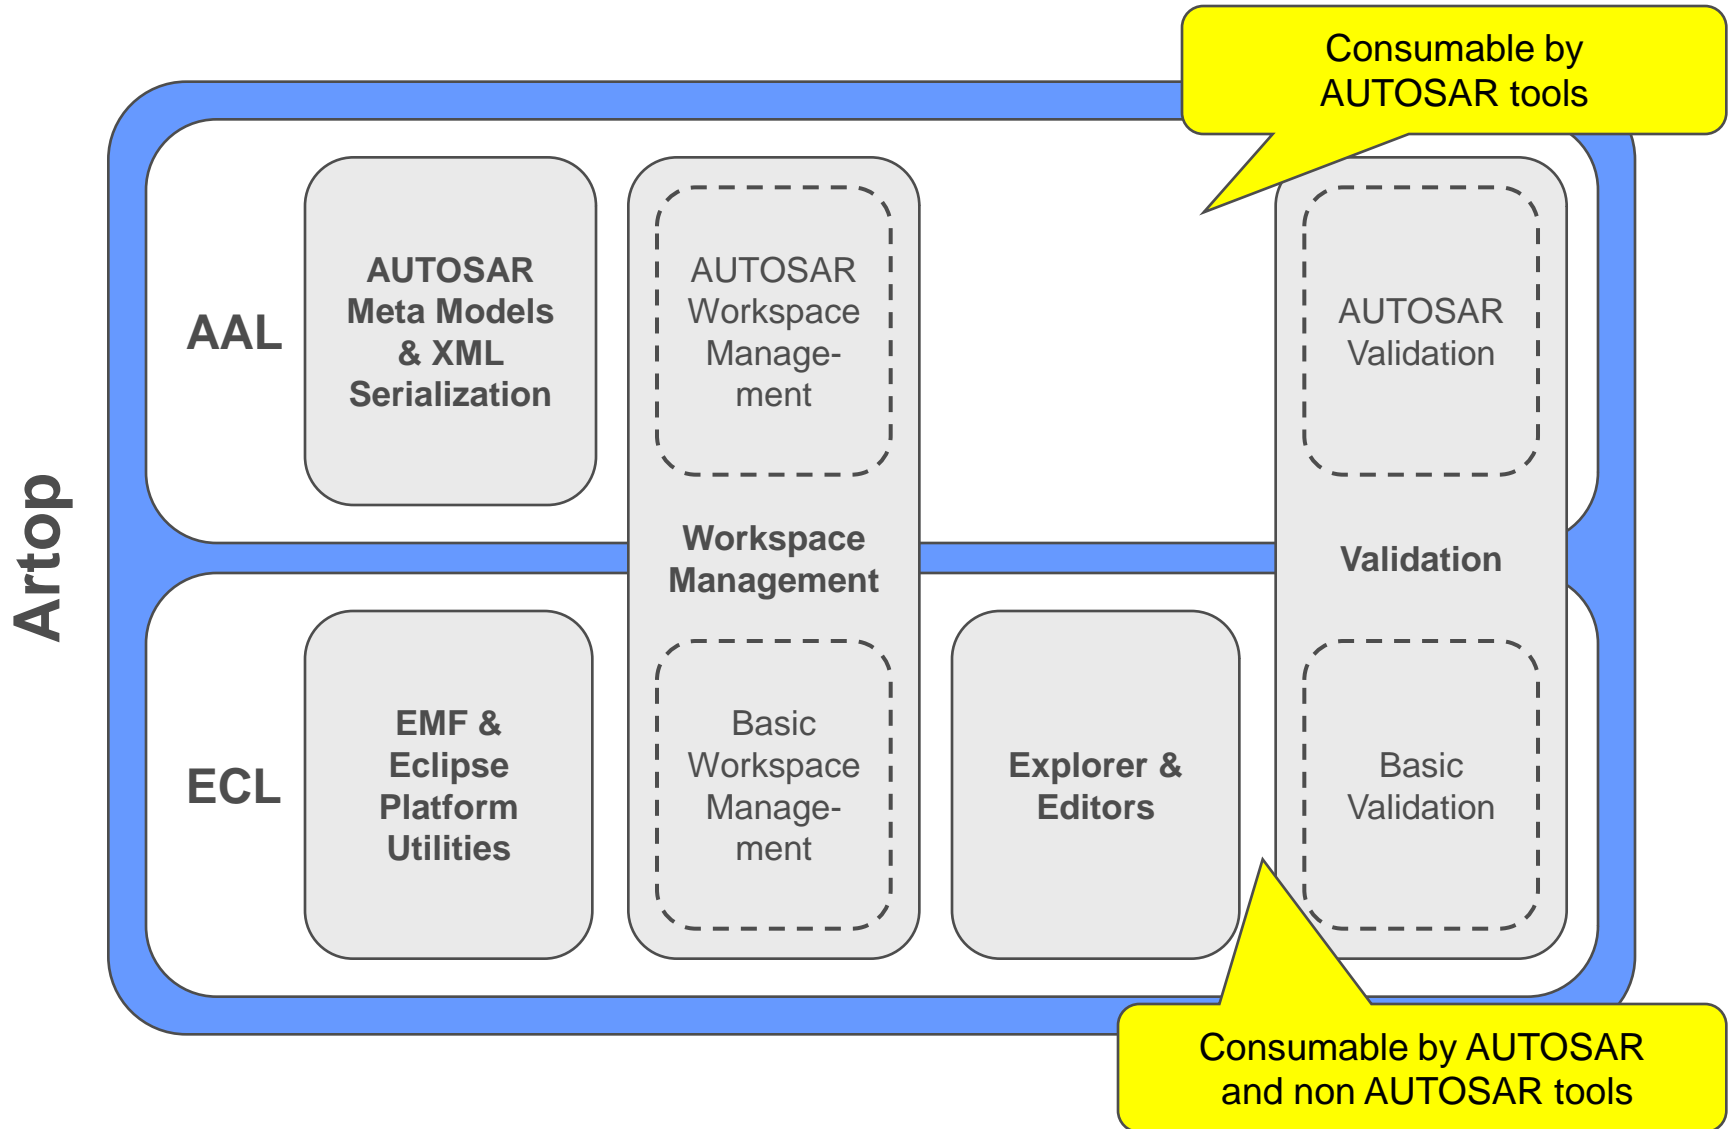 Consumable by
AUTOSAR tools
Artop
AAL
AUTOSAR
Meta Models
& XML
Serialization
AUTOSAR
Workspace
Manage-
ment
AUTOSAR
Validation
Workspace
Management
Validation
ECL
EMF &
Eclipse
Platform
Utilities
Basic
Workspace
Manage-
ment
Explorer &
Editors
Basic
Validation
Consumable by AUTOSAR
and non AUTOSAR tools